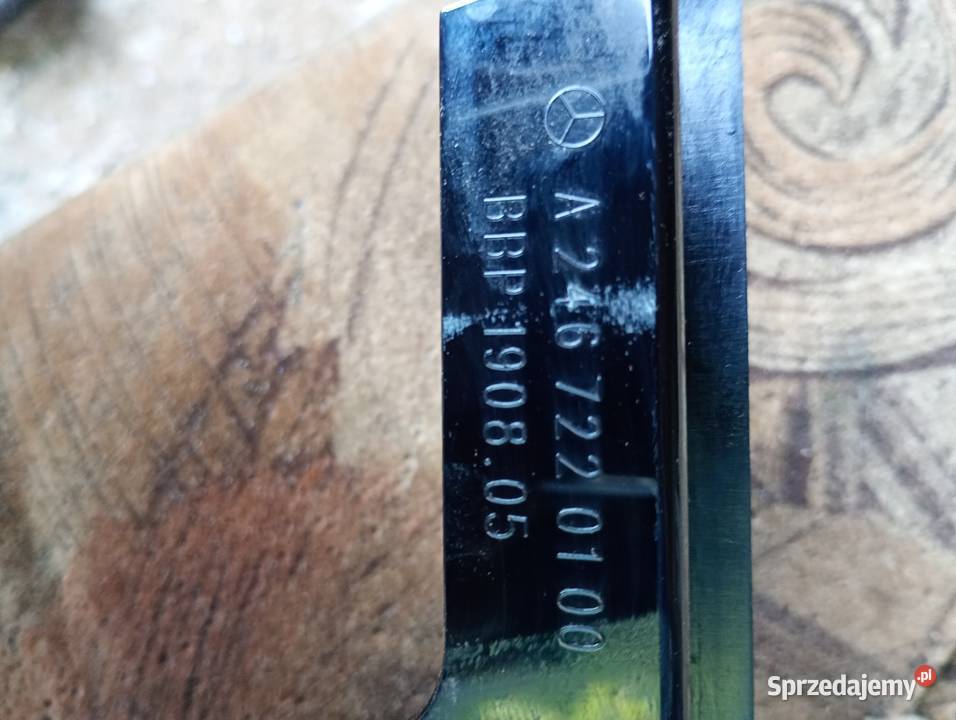 A 246 722 01 00
BBP 1908.05
Sprzedajemy.pl